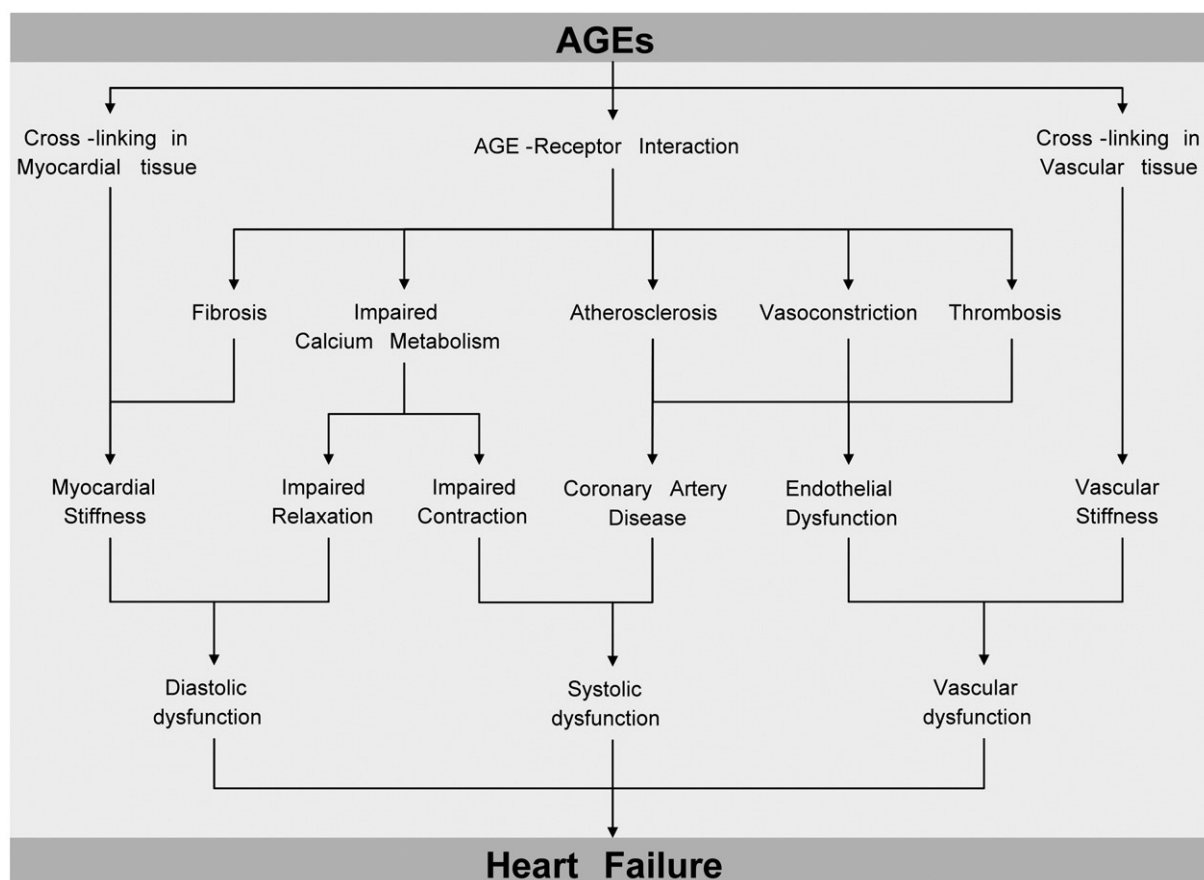 AGEs
Cross-linking in
Myocardial tissue
AGE-Receptor Interaction
Cross-linking in
Vascular tissue
Fibrosis
Impaired
Calcium Metabolism
Atherosclerosis
Vasoconstriction
Thrombosis
Myocardial
Stiffness
Impaired
Relaxation
Impaired
Contraction
Coronary Artery
Disease
Endothelial
Dysfunction
Vascular
Stiffness
Diastolic
dysfunction
Systolic
dysfunction
Vascular
dysfunction
Heart Failure